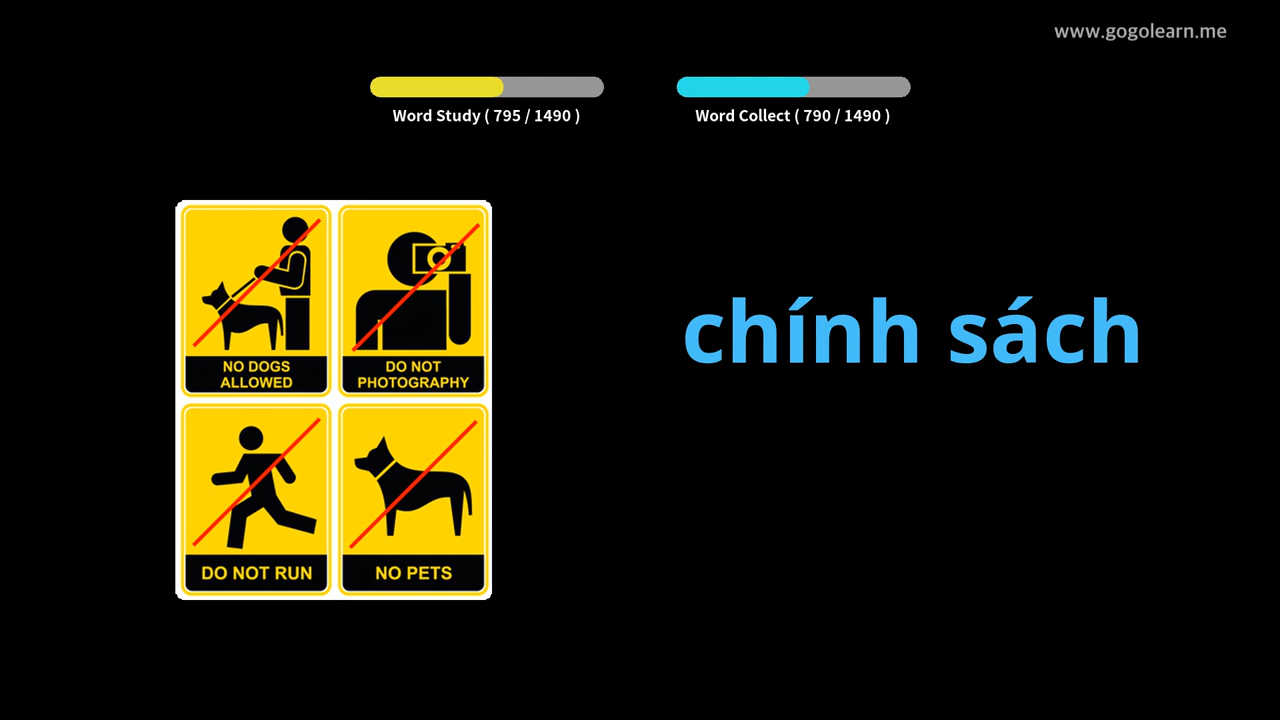 www.gogolearn.me
Word Study ( 795 / 1490 )
Word Collect ( 790 / 1490 )
NO DOGS
ALLOWED
DO NOT
PHOTOGRAPHY
DO NOT RUN
NO PETS
chính sách